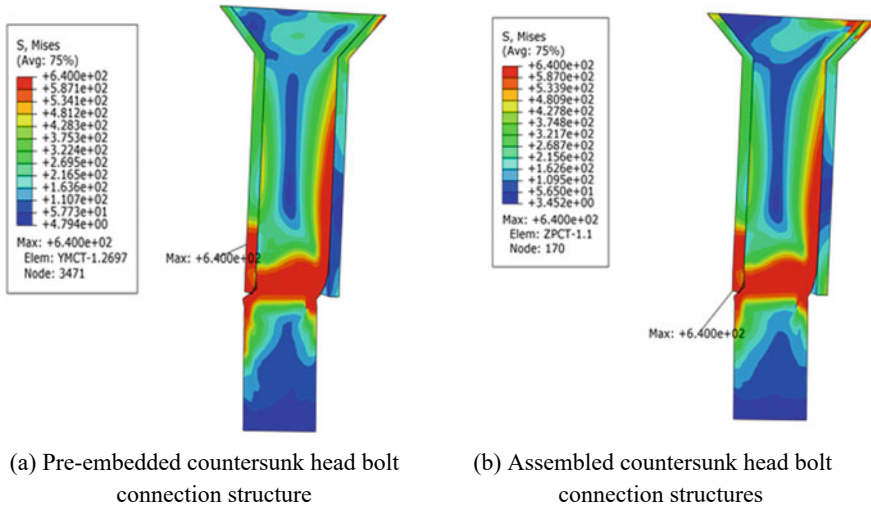 S, Mises
(Avg: 75%)
+6.400e+02
+5.871e+02
+5.341e+02
+4.812e+02
+4.283e+02
+3.753e+02
+3.224e+02
+2.695e+02
+2.165e+02
+1.636e+02
+1.107e+02
+5.773e+01
+4.794e+00
Max: +6.400e+02
Elem: YMCT-1.2697
Node: 3471
Max: +6.400e+02
S, Mises
(Avg: 75%)
+6.400e+02
+5.870e+02
+5.339e+02
+4.809e+02
+4.278e+02
+3.748e+02
+3.217e+02
+2.687e+02
+2.156e+02
+1.626e+02
+1.095e+02
+5.650e+01
+3.452e+00
Max: +6.400e+02
Elem: ZPCT-1.1
Node: 170
Max: +6.400e+02
(a) Pre-embedded countersunk head bolt
connection structure
(b) Assembled countersunk head bolt
connection structures